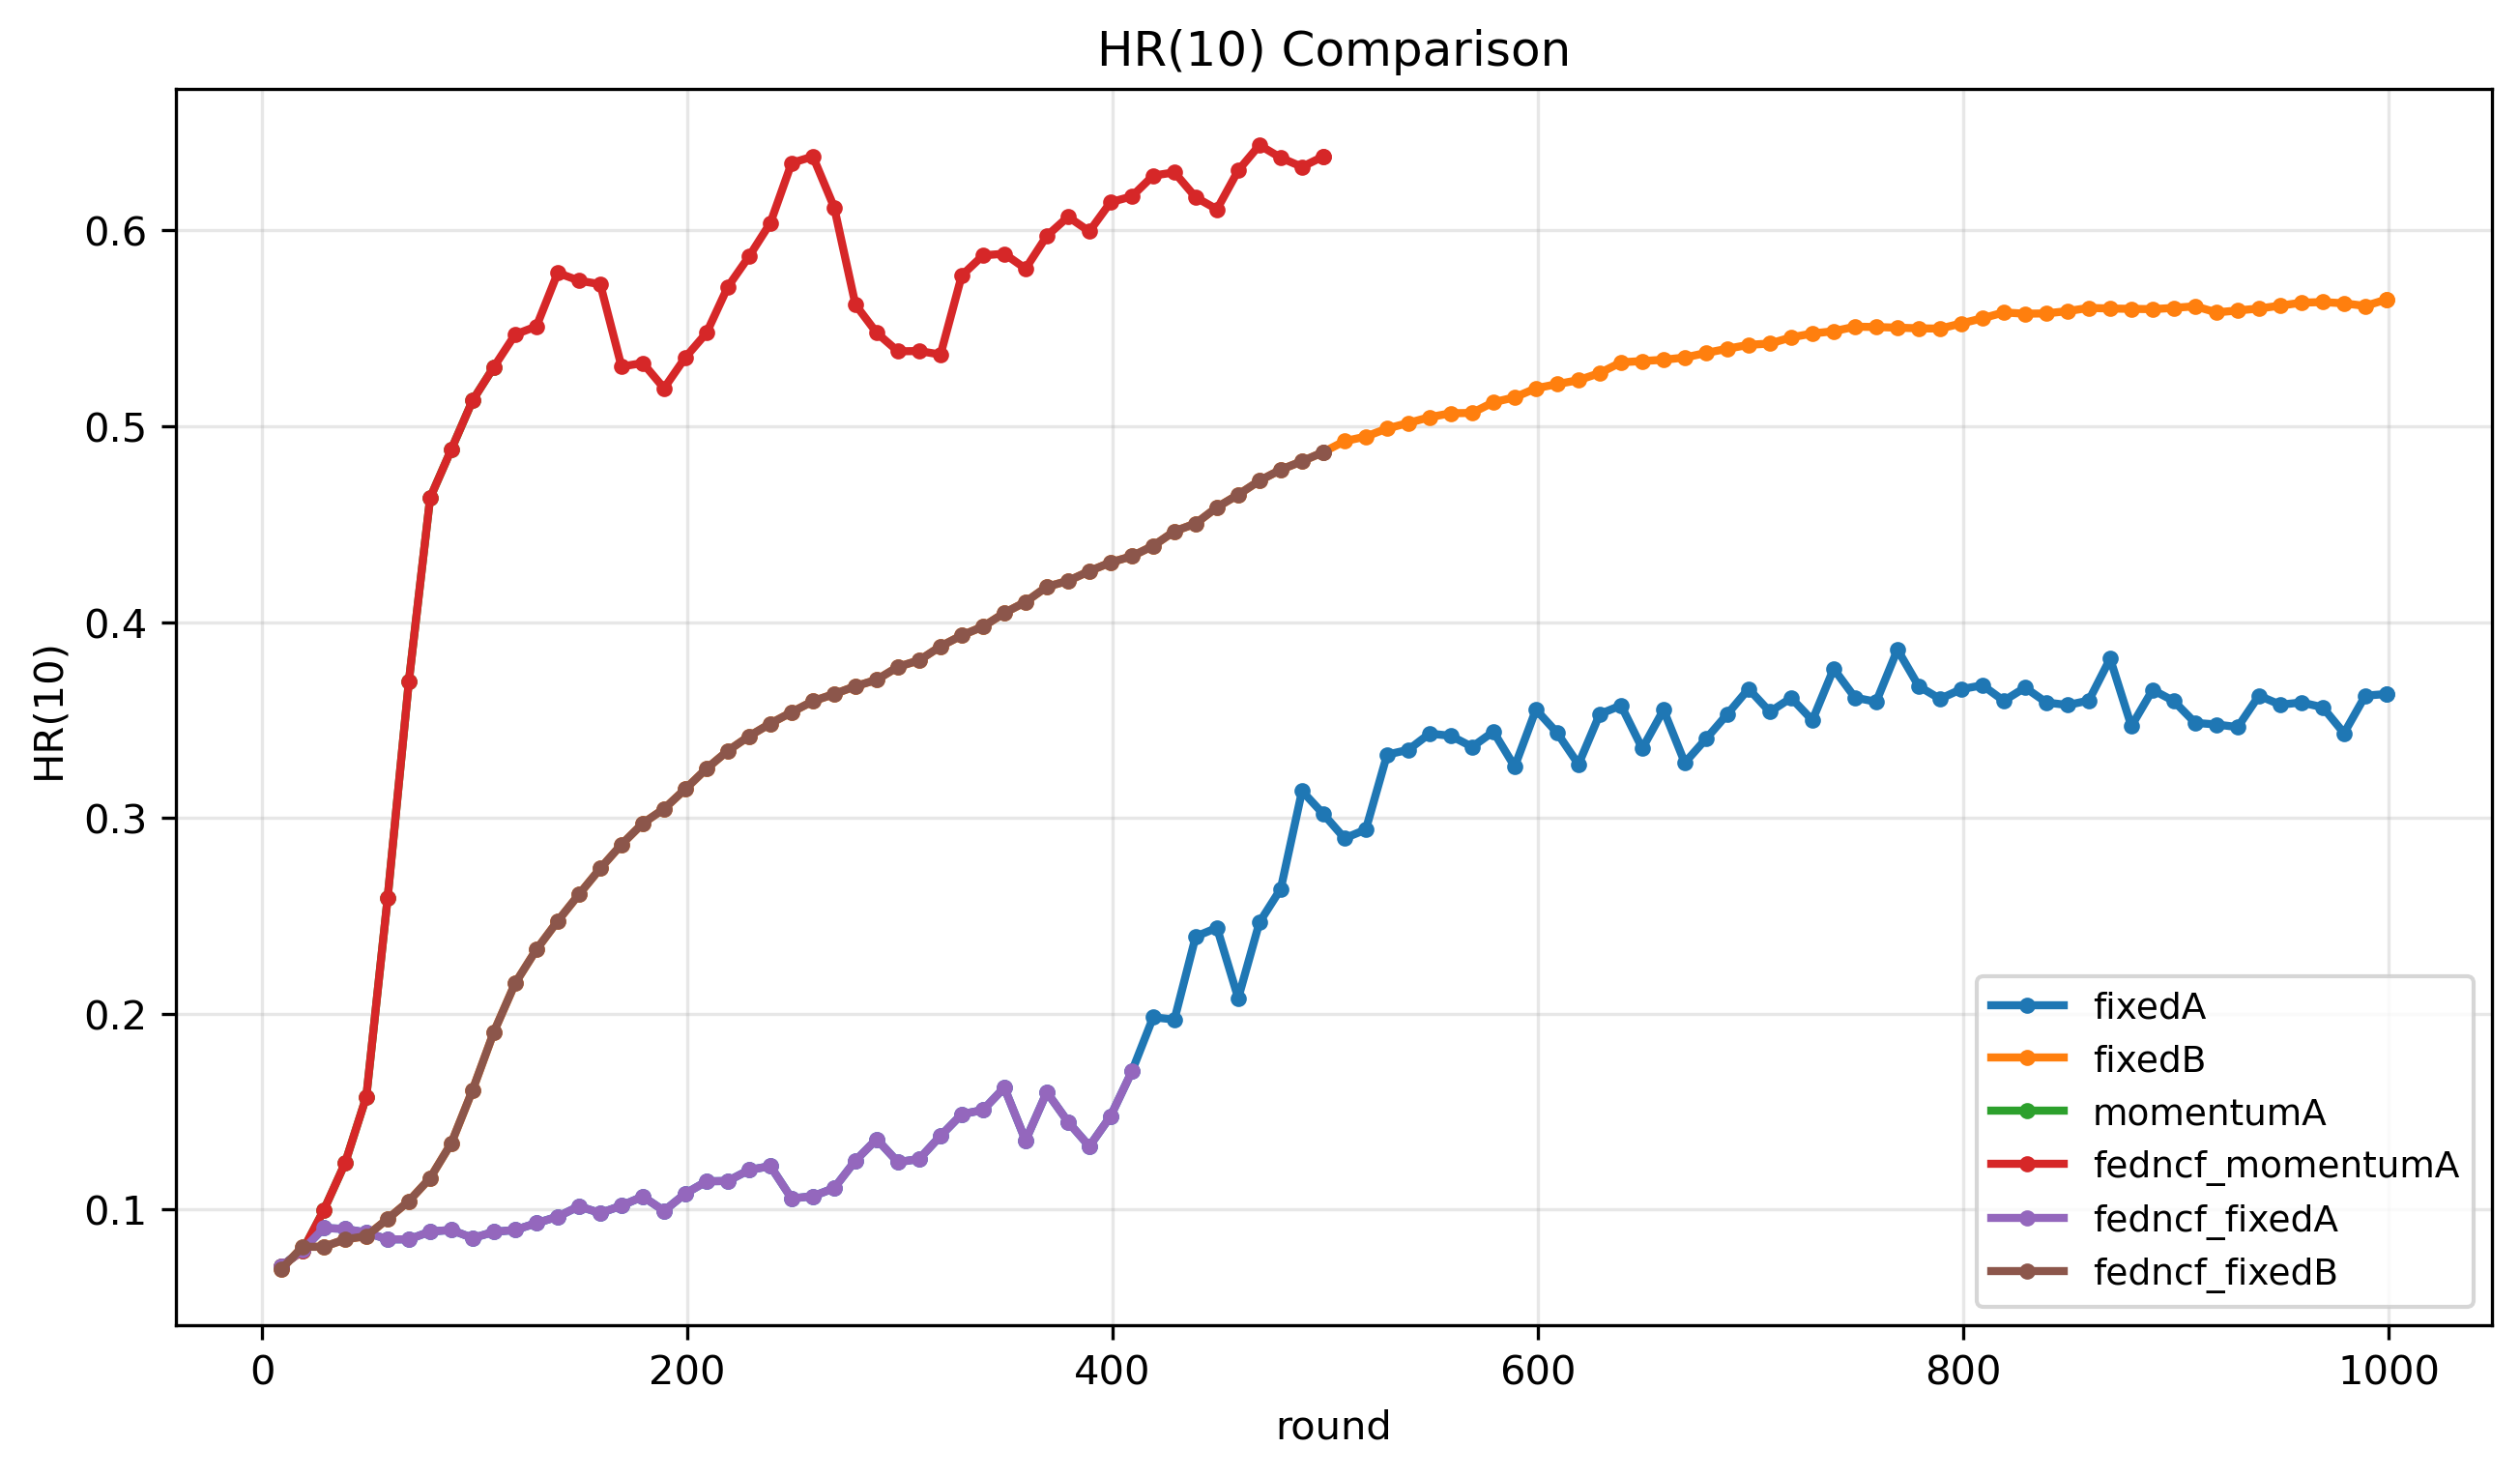 HR(10) Comparison
HR(10)
0.6
0.5
0.4
0.3
0.2
0.1
0 200 400 600 800 1000
round
fixedA
fixedB
momentumA
fedncf_momentumA
fedncf_fixedA
fedncf_fixedB